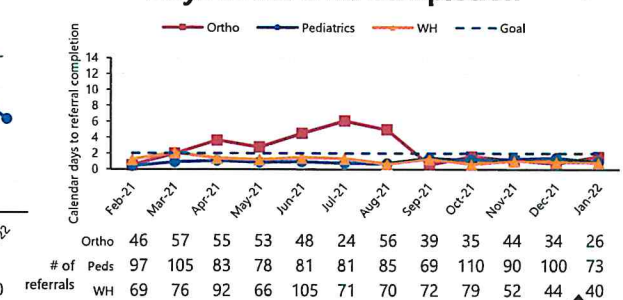 Ortho Pediatrics WH Goal
Calendar days to referral completion
14
12
10
8
6
4
2
0
Feb-21 Mar-21 Apr-21 May-21 Jun-21 Jul-21 Aug-21 Sep-21 Oct-21 Nov-21 Dec-21 Jan-22
Ortho 46 57 55 53 48 24 56 39 35 44 34 26
# of referrals
Peds 97 105 83 78 81 81 85 69 110 90 100 73
WH 69 76 92 66 105 71 70 72 79 52 44 40